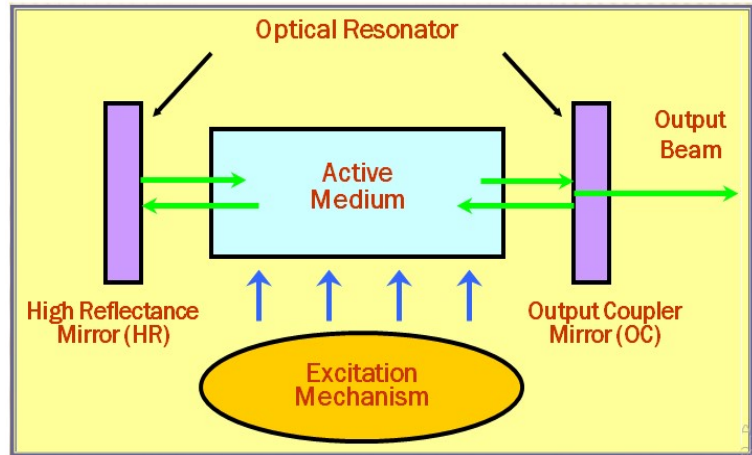 Optical Resonator
Output
Beam
Active
Medium
High Reflectance
Mirror (HR)
Output Coupler
Mirror (OC)
Excitation
Mechanism